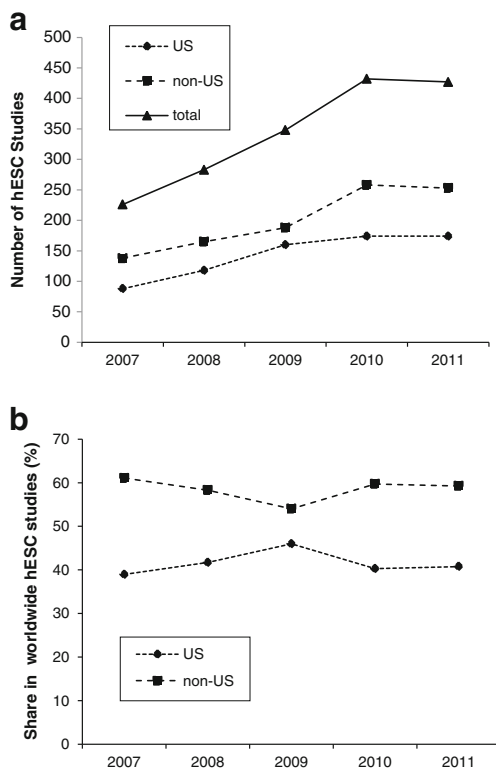 a
Number of hESC Studies
500
450
400
350
300
250
200
150
100
50
0
US
non-US
total
2007 2008 2009 2010 2011
b
Share in worldwide hESC studies (%)
70
60
50
40
30
20
10
0
US
non-US
2007 2008 2009 2010 2011